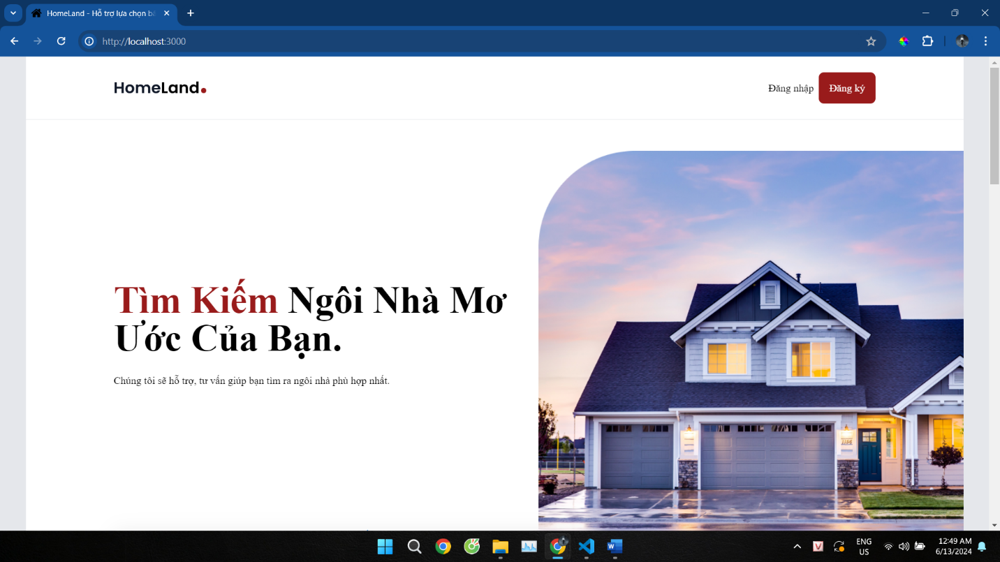 HomeLand - Hỗ trợ lựa chọn bấ
http://localhost:3000
HomeLand.
Đăng nhập
Đăng ký
Tìm Kiếm Ngôi Nhà Mơ
Ước Của Bạn.
Chúng tôi sẽ hỗ trợ, tư vấn giúp bạn tìm ra ngôi nhà phù hợp nhất.
ENG
US
12:49 AM
6/13/2024